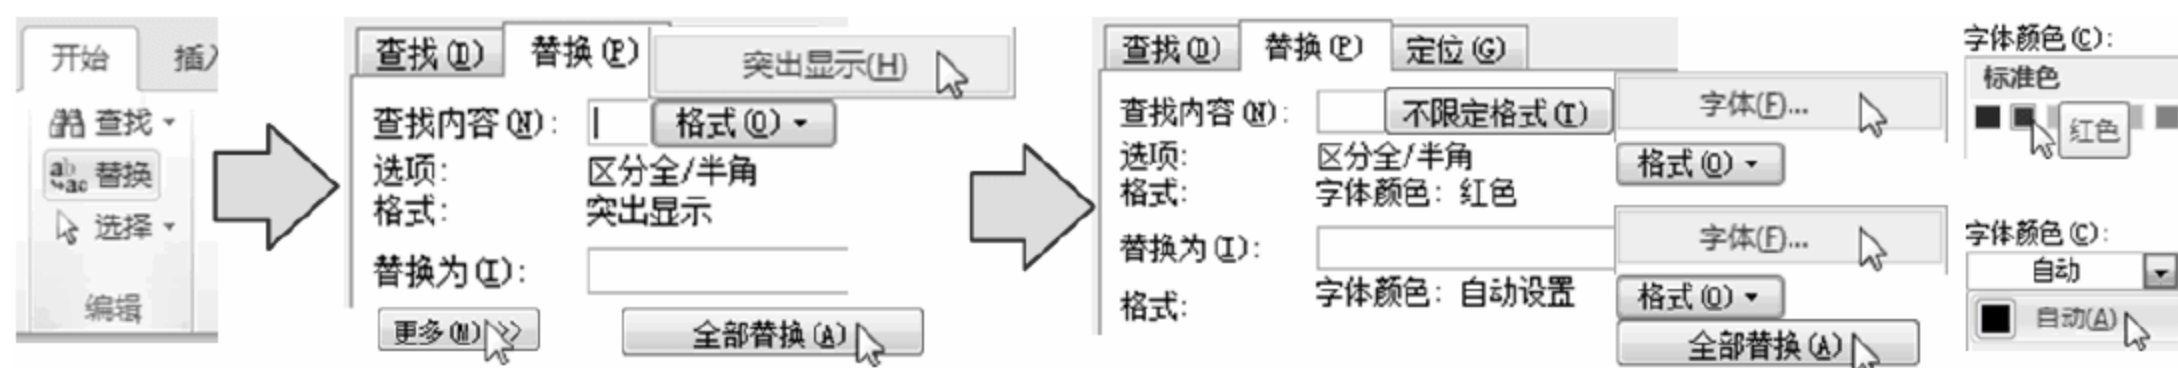 开始 插入
查找
替换
选择
编辑
查找(D) 替换(P)
突出显示(H)
查找内容(N): 格式(O)
选项: 区分全/半角
格式: 突出显示
替换为(I):
更多(M) >> 全部替换(A)
查找(D) 替换(P) 定位(G)
查找内容(N): 不限定格式(T)
选项: 区分全/半角
格式: 字体颜色: 红色
替换为(I):
格式: 字体颜色: 自动设置
字体(F)...
格式(O)
字体(F)...
格式(O)
全部替换(A)
字体颜色(C):
标准色
红色
字体颜色(C):
自动
自动(A)